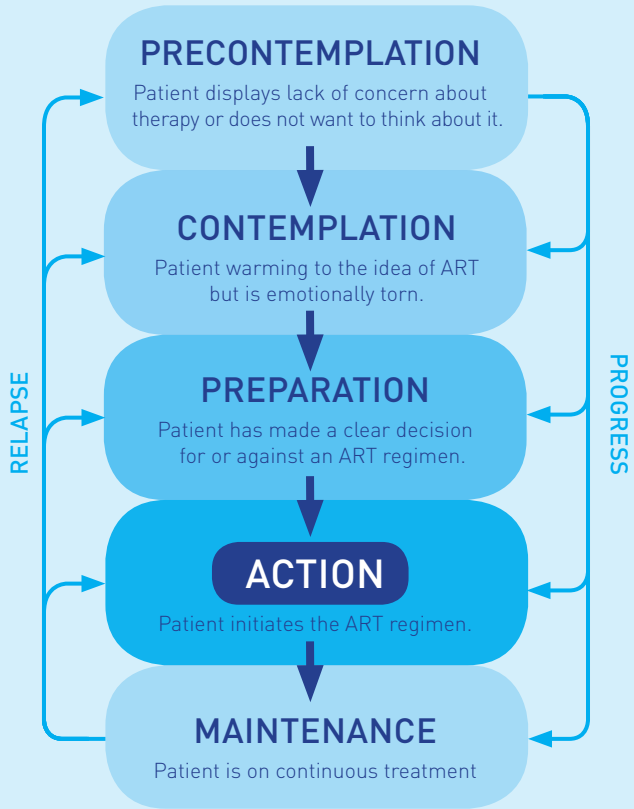 PRECONTEMPLATION
Patient displays lack of concern about
therapy or does not want to think about it.
CONTEMPLATION
Patient warming to the idea of ART
but is emotionally torn.
PREPARATION
Patient has made a clear decision
for or against an ART regimen.
RELAPSE
PROGRESS
ACTION
Patient initiates the ART regimen.
MAINTENANCE
Patient is on continuous treatment